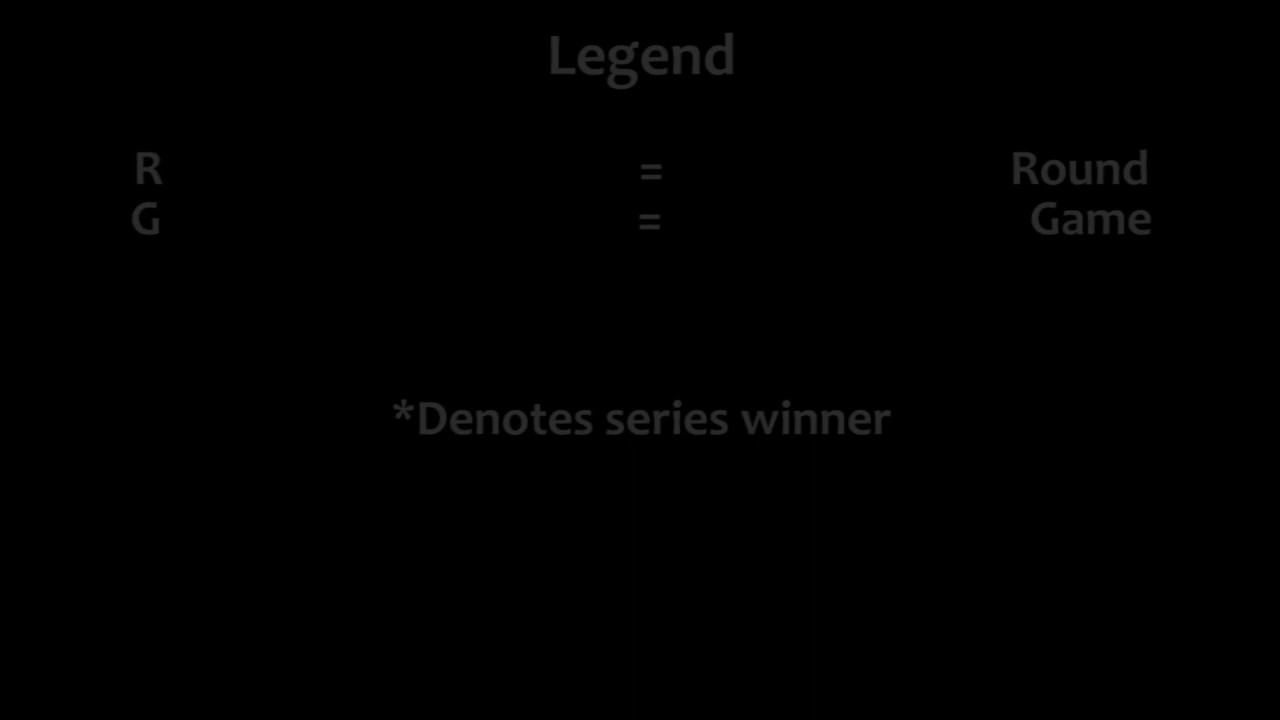 Legend
R = Round
G = Game
*Denotes series winner